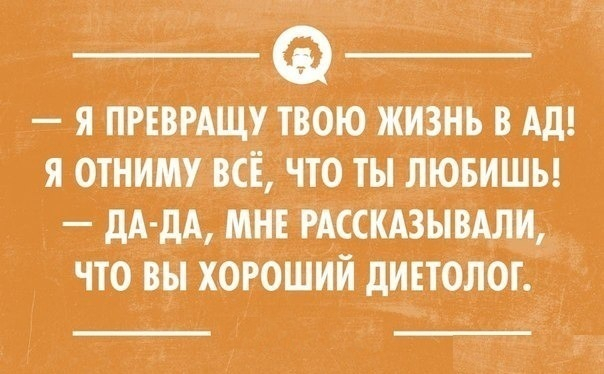 — Я ПРЕВРАЩУ ТВОЮ ЖИЗНЬ В АД!
Я ОТНИМУ ВСЁ, ЧТО ТЫ ЛЮБИШЬ!
— ДА-ДА, МНЕ РАССКАЗЫВАЛИ,
ЧТО ВЫ ХОРОШИЙ ДИЕТОЛОГ.